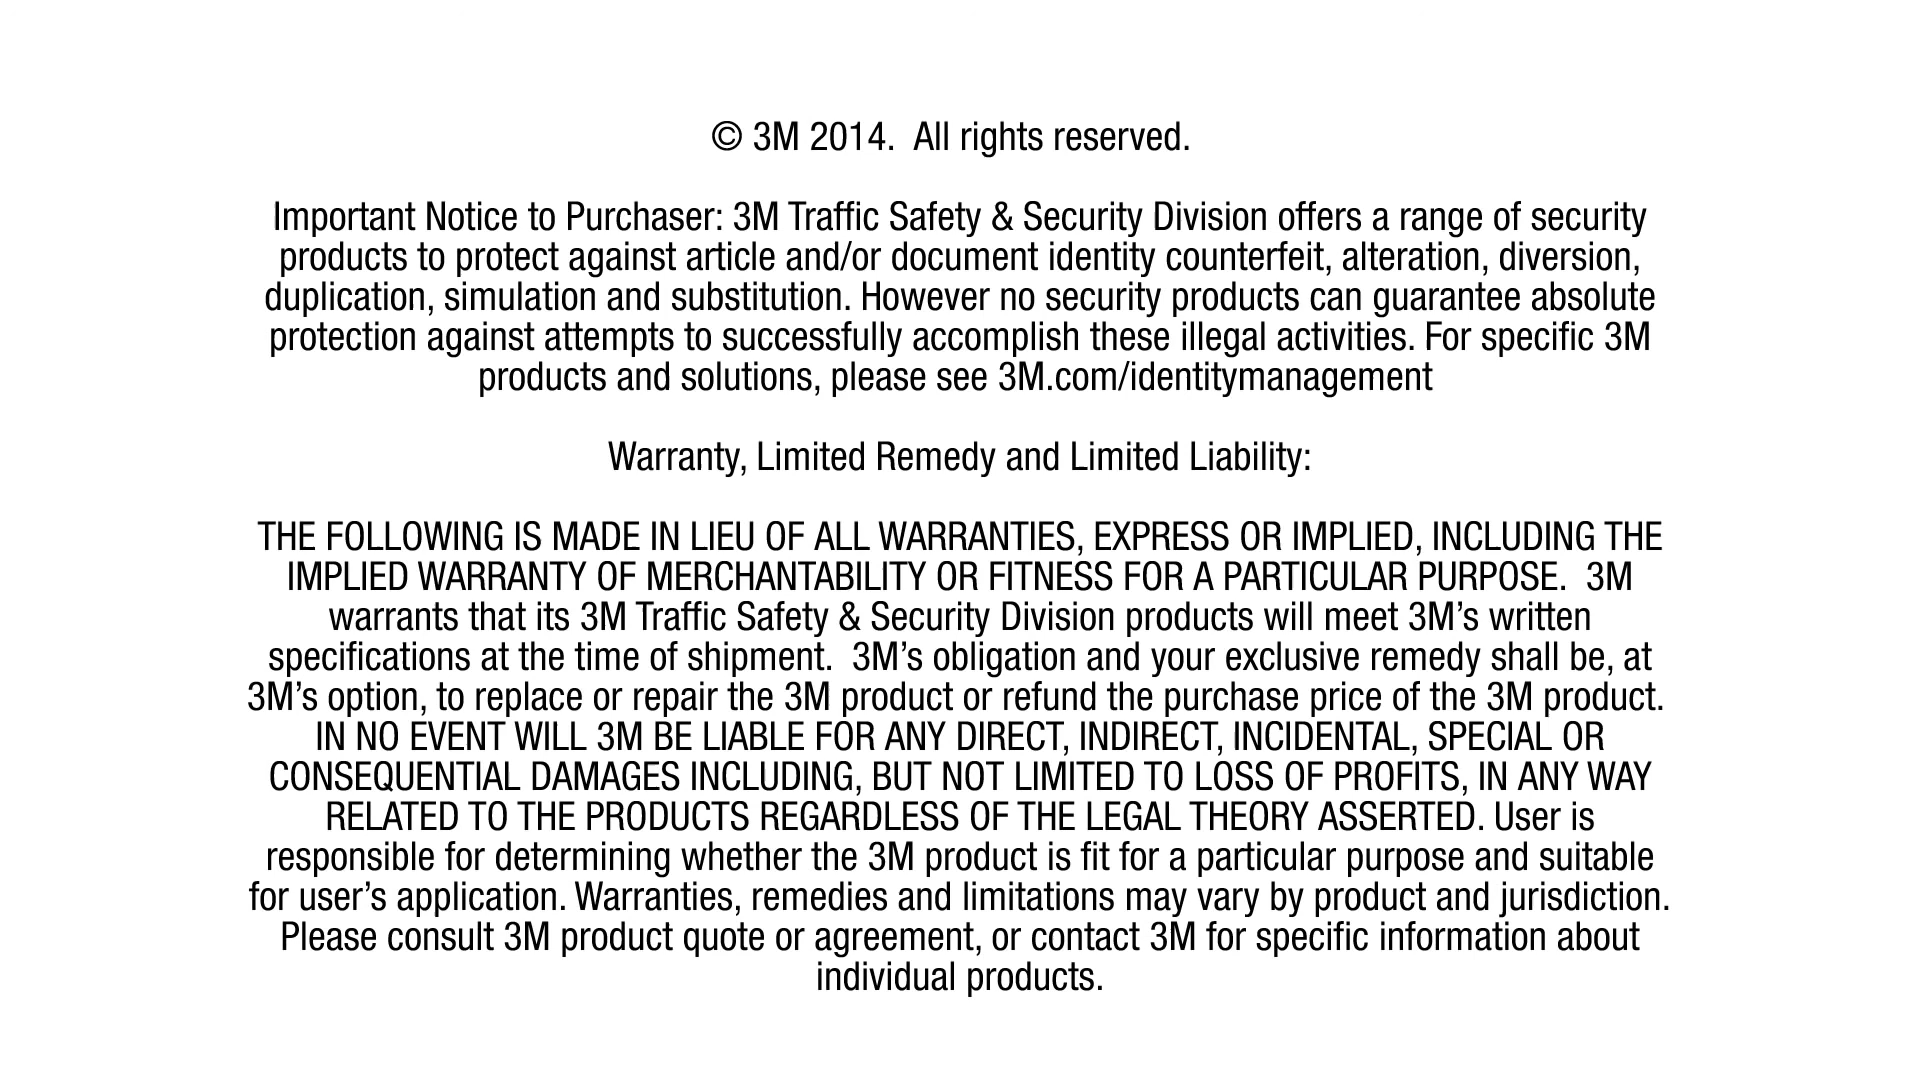 © 3M 2014.  All rights reserved.
Important Notice to Purchaser: 3M Traffic Safety & Security Division offers a range of security
products to protect against article and/or document identity counterfeit, alteration, diversion,
duplication, simulation and substitution. However no security products can guarantee absolute
protection against attempts to successfully accomplish these illegal activities. For specific 3M
products and solutions, please see 3M.com/identitymanagement
Warranty, Limited Remedy and Limited Liability:
THE FOLLOWING IS MADE IN LIEU OF ALL WARRANTIES, EXPRESS OR IMPLIED, INCLUDING THE
IMPLIED WARRANTY OF MERCHANTABILITY OR FITNESS FOR A PARTICULAR PURPOSE.  3M
warrants that its 3M Traffic Safety & Security Division products will meet 3M’s written
specifications at the time of shipment.  3M’s obligation and your exclusive remedy shall be, at
3M’s option, to replace or repair the 3M product or refund the purchase price of the 3M product.
IN NO EVENT WILL 3M BE LIABLE FOR ANY DIRECT, INDIRECT, INCIDENTAL, SPECIAL OR
CONSEQUENTIAL DAMAGES INCLUDING, BUT NOT LIMITED TO LOSS OF PROFITS, IN ANY WAY
RELATED TO THE PRODUCTS REGARDLESS OF THE LEGAL THEORY ASSERTED. User is
responsible for determining whether the 3M product is fit for a particular purpose and suitable
for user’s application. Warranties, remedies and limitations may vary by product and jurisdiction.
Please consult 3M product quote or agreement, or contact 3M for specific information about
individual products.